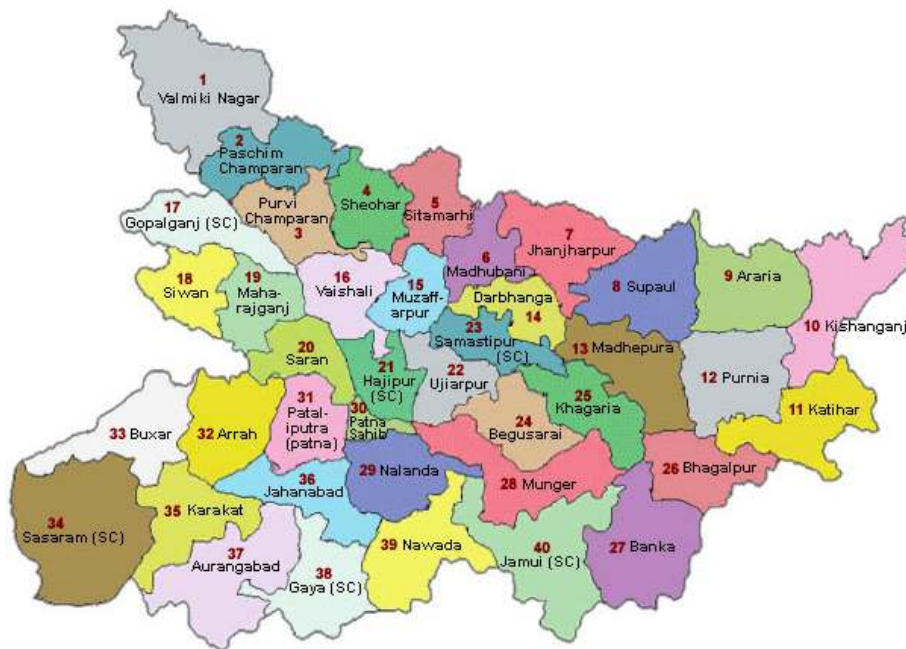 1
Valmiki Nagar
2
Paschim
Champaran
Purvi
Champaran
3
4
Sheohar
5
Sitamarhi
6
Madhubani
7
Jhanjharpur
8 Supaul
9 Araria
10 Kishanganj
11 Katihar
12 Purnia
13 Madhepura
Darbhanga
14
15
Muzaff-
arpur
16
Vaishali
17
Gopalganj (SC)
18
Siwan
19
Maha-
rajganj
20
Saran
21
Hajipur
(SC)
22
Ujiarpur
23
Samastipur
(SC)
24
Begusarai
25
Khagaria
26 Bhagalpur
27 Banka
28 Munger
29 Nalanda
30
Patna
Sahib
31
Patal-
iputra
(patna)
32 Arrah
33 Buxar
34
Sasaram (SC)
35 Karakat
36
Jahanabad
37
Aurangabad
38
Gaya (SC)
39 Nawada
40
Jamui (SC)